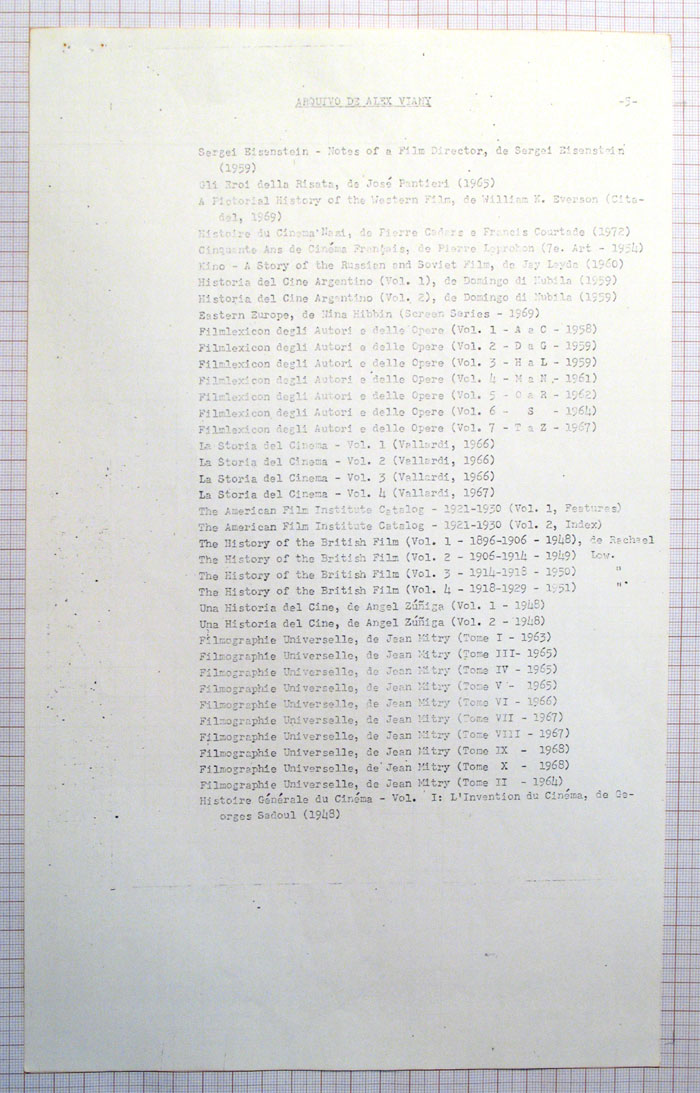 ARQUIVO DE ALEX VIANY -5-
Sergei Eisenstein - Notes of a Film Director, de Sergei Eisenstein
(1959)
Gli Eroi della Risata, de José Pantieri (1965)
A Pictorial History of the Western Film, de William K. Everson (Cita-
del, 1969)
Histoire du Cinema Nazi, de Pierre Cadars e Francis Courtade (1972)
Cinquante Ans de Cinéma Français, de Pierre Leprohon (7e. Art - 1954)
Kino - A Story of the Russian and Soviet Film, de Jay Leyda (1960)
Historia del Cine Argentino (Vol. 1), de Domingo di Nubila (1959)
Historia del Cine Argentino (Vol. 2), de Domingo di Nubila (1959)
Eastern Europe, de Nina Hibbin (Screen Series - 1969)
Filmlexicon degli Autori e delle Opere (Vol. 1 - A a C - 1958)
Filmlexicon degli Autori e delle Opere (Vol. 2 - D a G - 1959)
Filmlexicon degli Autori e delle Opere (Vol. 3 - H a L - 1959)
Filmlexicon degli Autori e delle Opere (Vol. 4 - M a N - 1961)
Filmlexicon degli Autori e delle Opere (Vol. 5 - O a R - 1962)
Filmlexicon degli Autori e delle Opere (Vol. 6 - S - 1964)
Filmlexicon degli Autori e delle Opere (Vol. 7 - T a Z - 1967)
La Storia del Cinema - Vol. 1 (Vallardi, 1966)
La Storia del Cinema - Vol. 2 (Vallardi, 1966)
La Storia del Cinema - Vol. 3 (Vallardi, 1966)
La Storia del Cinema - Vol. 4 (Vallardi, 1967)
The American Film Institute Catalog - 1921-1930 (Vol. 1, Features)
The American Film Institute Catalog - 1921-1930 (Vol. 2, Index)
The History of the British Film (Vol. 1 - 1896-1906 - 1948), de Rachael
The History of the British Film (Vol. 2 - 1906-1914 - 1949) Low.
The History of the British Film (Vol. 3 - 1914-1918 - 1950) "
The History of the British Film (Vol. 4 - 1918-1929 - 1951) "
Una Historia del Cine, de Angel Zúñiga (Vol. 1 - 1948)
Una Historia del Cine, de Angel Zúñiga (Vol. 2 - 1948)
Filmographie Universelle, de Jean Mitry (Tome I - 1963)
Filmographie Universelle, de Jean Mitry (Tome III- 1965)
Filmographie Universelle, de Jean Mitry (Tome IV - 1965)
Filmographie Universelle, de Jean Mitry (Tome V - 1965)
Filmographie Universelle, de Jean Mitry (Tome VI - 1966)
Filmographie Universelle, de Jean Mitry (Tome VII - 1967)
Filmographie Universelle, de Jean Mitry (Tome VIII - 1967)
Filmographie Universelle, de Jean Mitry (Tome IX - 1968)
Filmographie Universelle, de Jean Mitry (Tome X - 1968)
Filmographie Universelle, de Jean Mitry (Tome II - 1964)
Histoire Générale du Cinéma - Vol. I: L'Invention du Cinéma, de Ge-
orges Sadoul (1948)